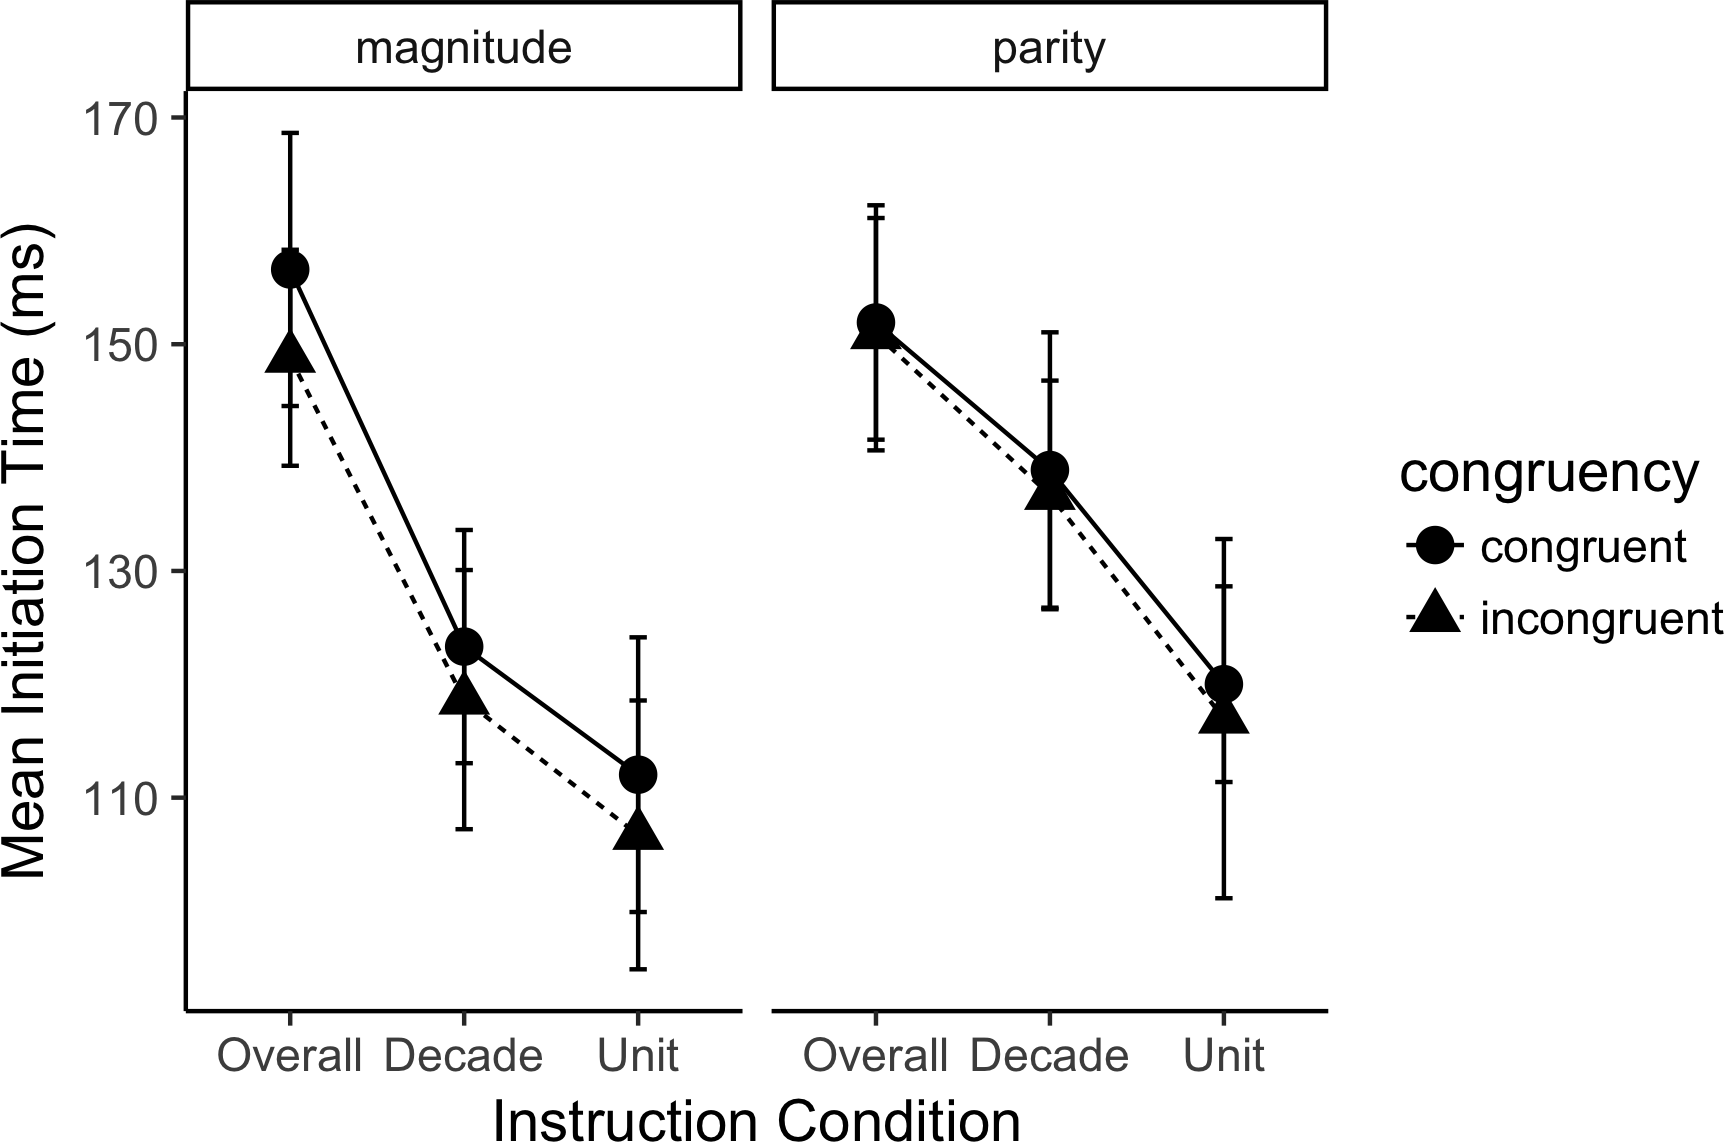 magnitude
parity
170
150
130
110
Mean Initiation Time (ms)
Overall Decade Unit
Overall Decade Unit
Instruction Condition
congruency
congruent
incongruent